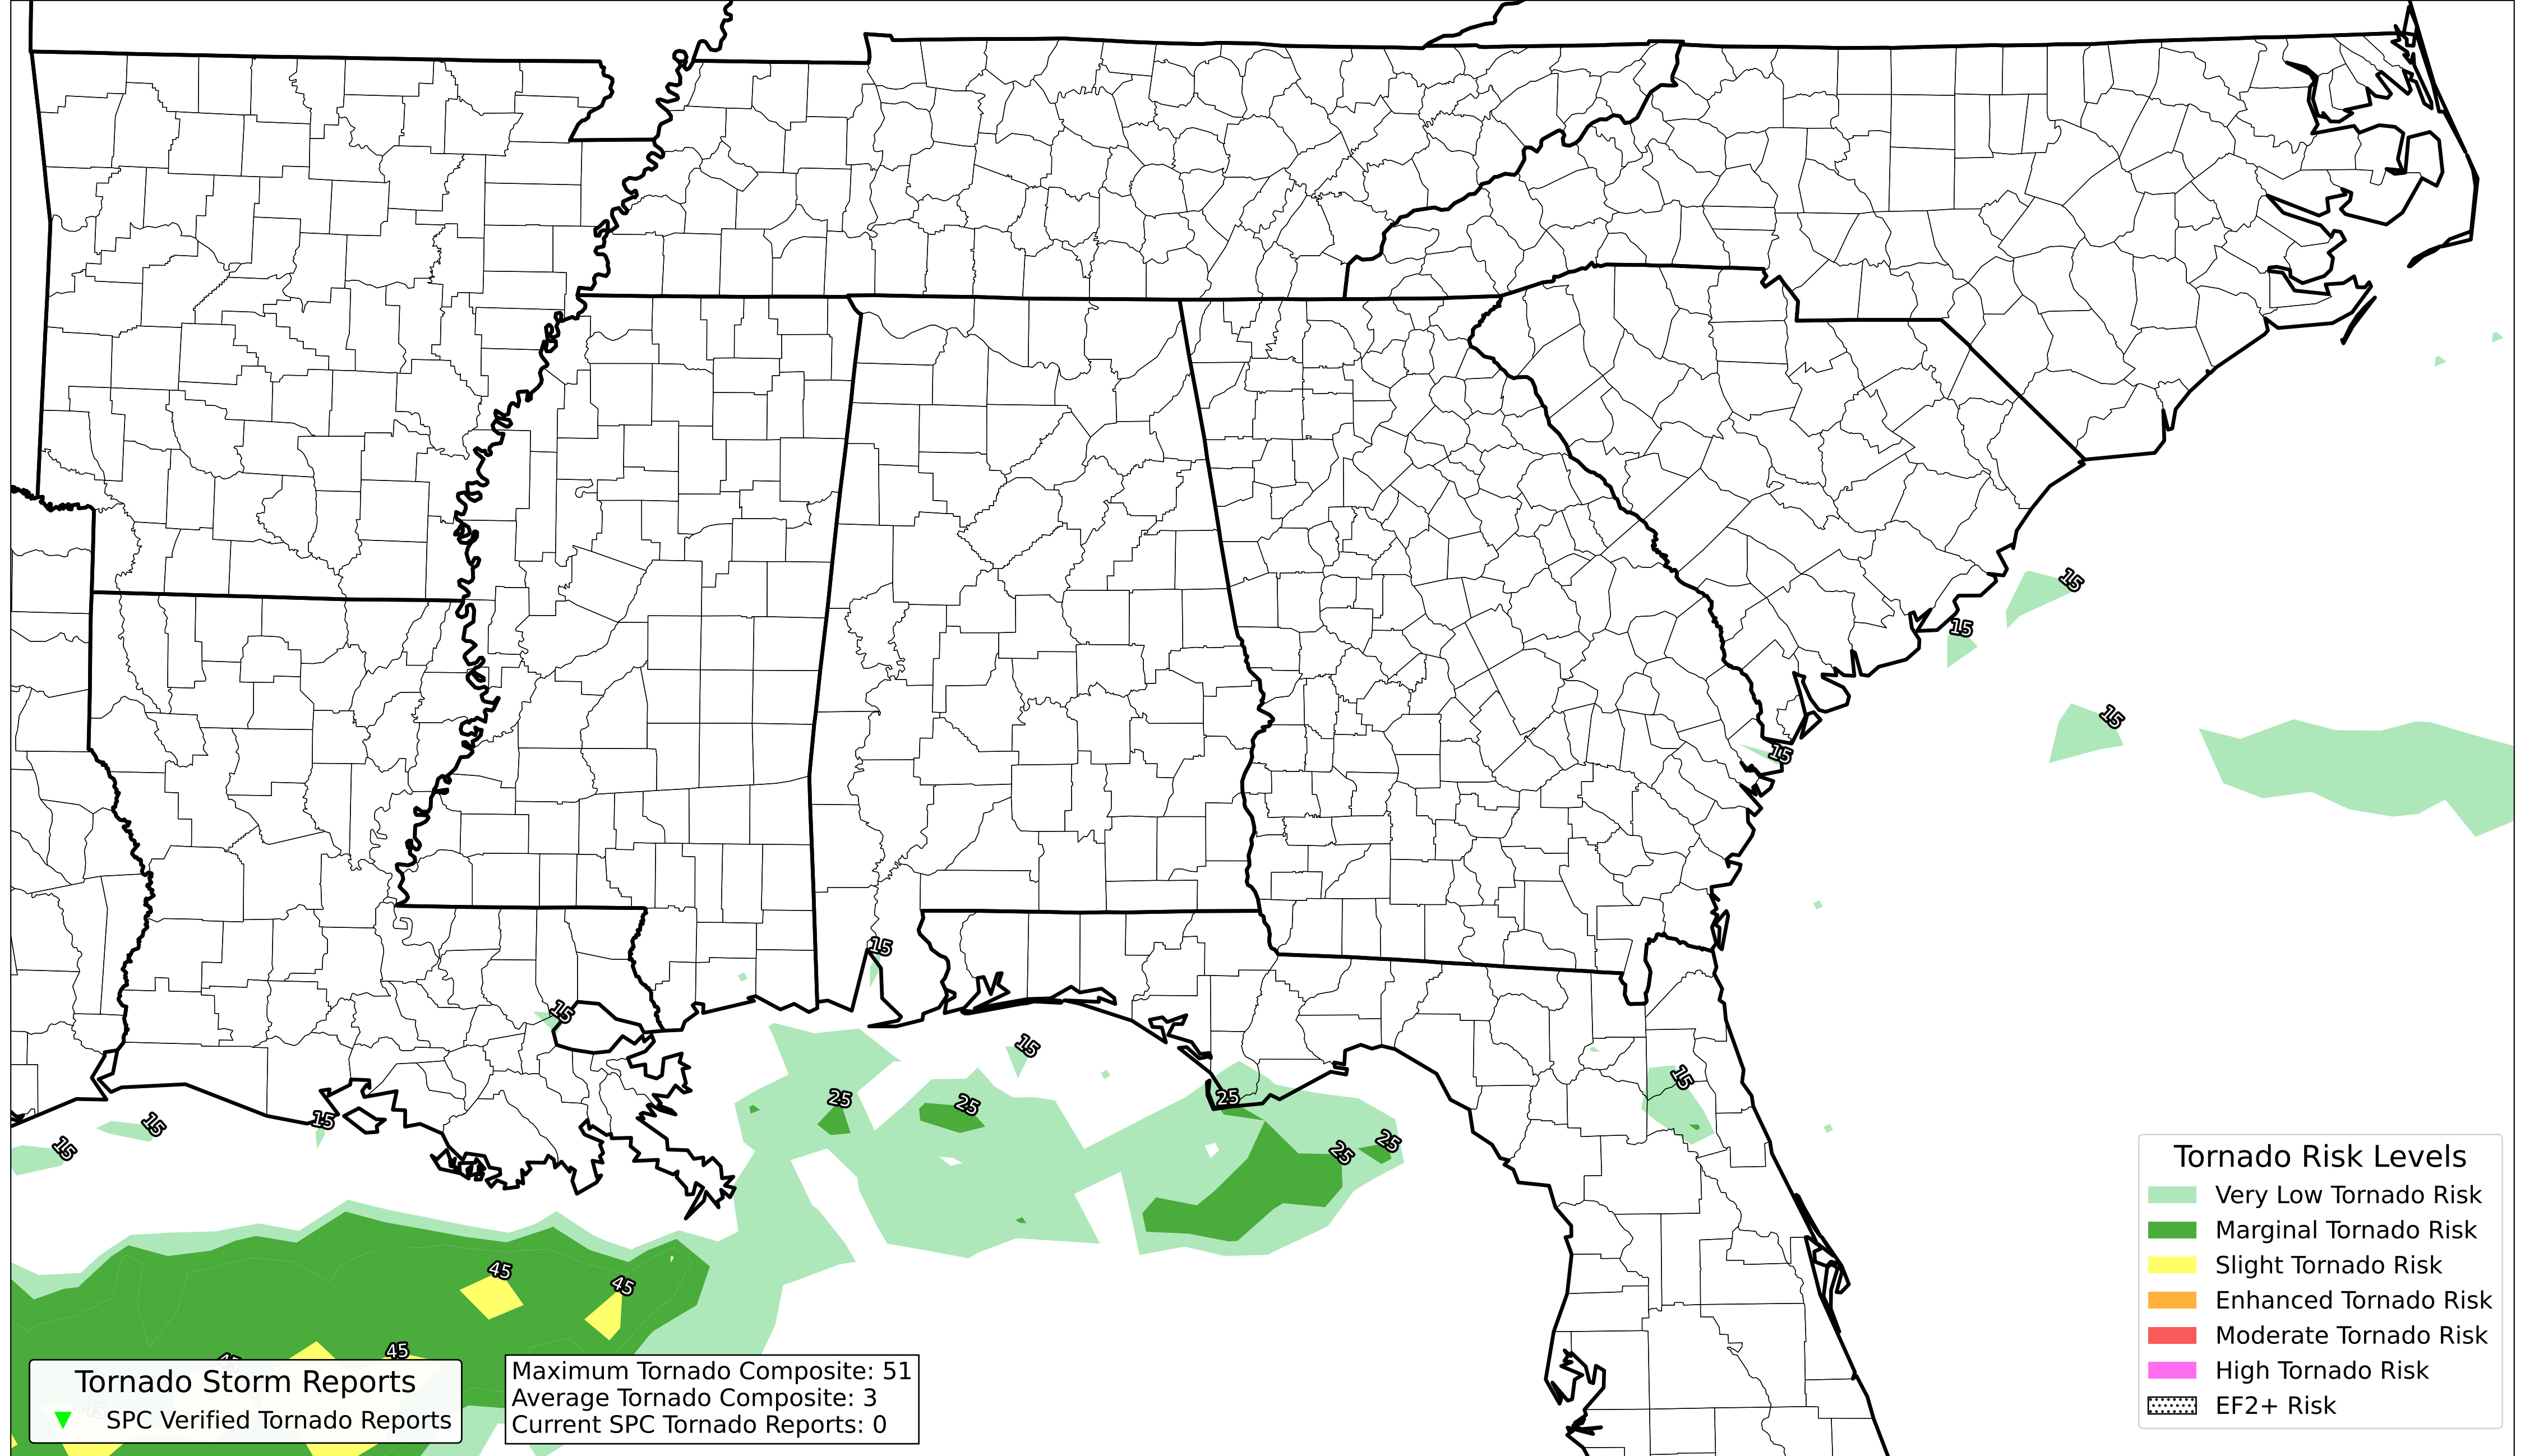 15
15
15
15
15
15
15
25
25
15
25
25
25
15
15
15
15
45
45
45
45
45
Tornado Storm Reports
SPC Verified Tornado Reports
Maximum Tornado Composite: 51
Average Tornado Composite: 3
Current SPC Tornado Reports: 0
Tornado Risk Levels
Very Low Tornado Risk
Marginal Tornado Risk
Slight Tornado Risk
Enhanced Tornado Risk
Moderate Tornado Risk
High Tornado Risk
EF2+ Risk